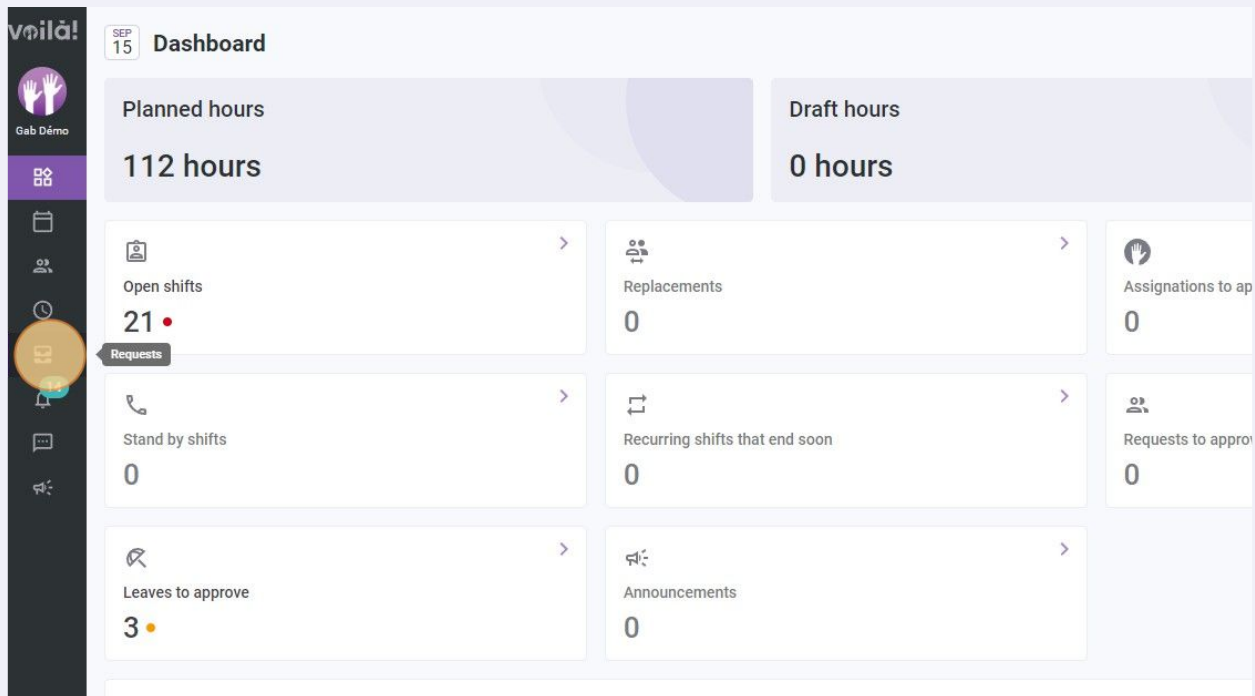 voilà!
SEP
15
Dashboard
Gab Démo
Planned hours
112 hours
Draft hours
0 hours
Open shifts
21
Replacements
0
Assignations to ap
0
Requests
14
Stand by shifts
0
Recurring shifts that end soon
0
Requests to approv
0
Leaves to approve
3
Announcements
0